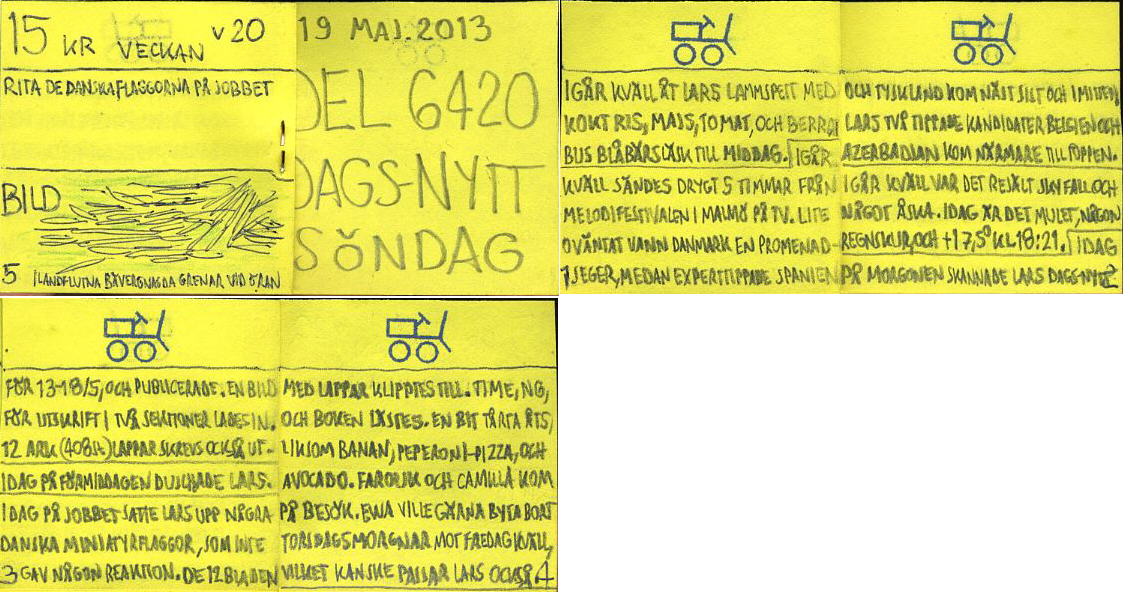 15 KR VECKAN v 20
RITA DE DANSKA FLAGGORNA PÅ JOBBET
BILD
5 ILANDFLUTNA BÄVERGNAGDA GRENAR VID ÖRAN
19 MAJ. 2013
DEL 6420
DAGS-NYTT
SÖNDAG
IGÅR KVÄLL ÅT LARS LAMMSPETT MED
KOKT RIS, MAJS, TOMAT, OCH BERRA
BUS BLÅBÄRSLÄSK TILL MIDDAG. IGÅR
KVÄLL SÄNDES DRYGT 5 TIMMAR FRÅN
MELODIFESTIVALEN I MALMÖ PÅ TV. LITE
OVÄNTAT VANN DANMARK EN PROMENAD-
1 SEGER, MEDAN EXPERTTIPPADE SPANIEN
OCH TYSKLAND KOM NÄST SIST OCH I MITTEN.
LARS TVÅ TIPPADE KANDIDATER BELGIEN OCH
AZERBADJAN KOM NÄRMARE TILL TOPPEN.
IGÅR KVÄLL VAR DET REJÄLT SKYFALL OCH
NÅGOT ÅSKA. IDAG ÄR DET MULET, NÅGON
REGNSKUR, OCH +17,5° KL 18:21. IDAG
PÅ MORGONEN SKANNADE LARS DAGS-NYTT 2
FÖR 13-18/5, OCH PUBLICERADE. EN BILD
FÖR UTSKRIFT I TVÅ SEKTIONER LADES IN.
12 ARK (408st) LAPPAR SKREVS OCKSÅ UT.
IDAG PÅ FÖRMIDDAGEN DUSCHADE LARS.
IDAG PÅ JOBBET SATTE LARS UPP NÅGRA
DANSKA MINIATYRFLAGGOR, SOM INTE
3 GAV NÅGON REAKTION. DE 12 BLADEN
MED LAPPAR KLIPPTES TILL. TIME, NG,
OCH BOKEN LÄSTES. EN BIT TÅRTA ÅTS,
LIKSOM BANAN, PEPERONI-PIZZA, OCH
AVOCADO. FAROUK OCH CAMILLA KOM
PÅ BESÖK. EWA VILLE GÄRNA BYTA BORT
TORSDAGSMORGNAR MOT FREDAG KVÄLL,
VILKET KANSKE PASSAR LARS OCKSÅ. 4